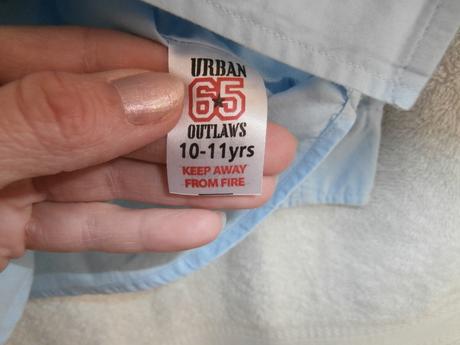 URBAN
65
OUTLAWS
10-11yrs
KEEP AWAY
FROM FIRE